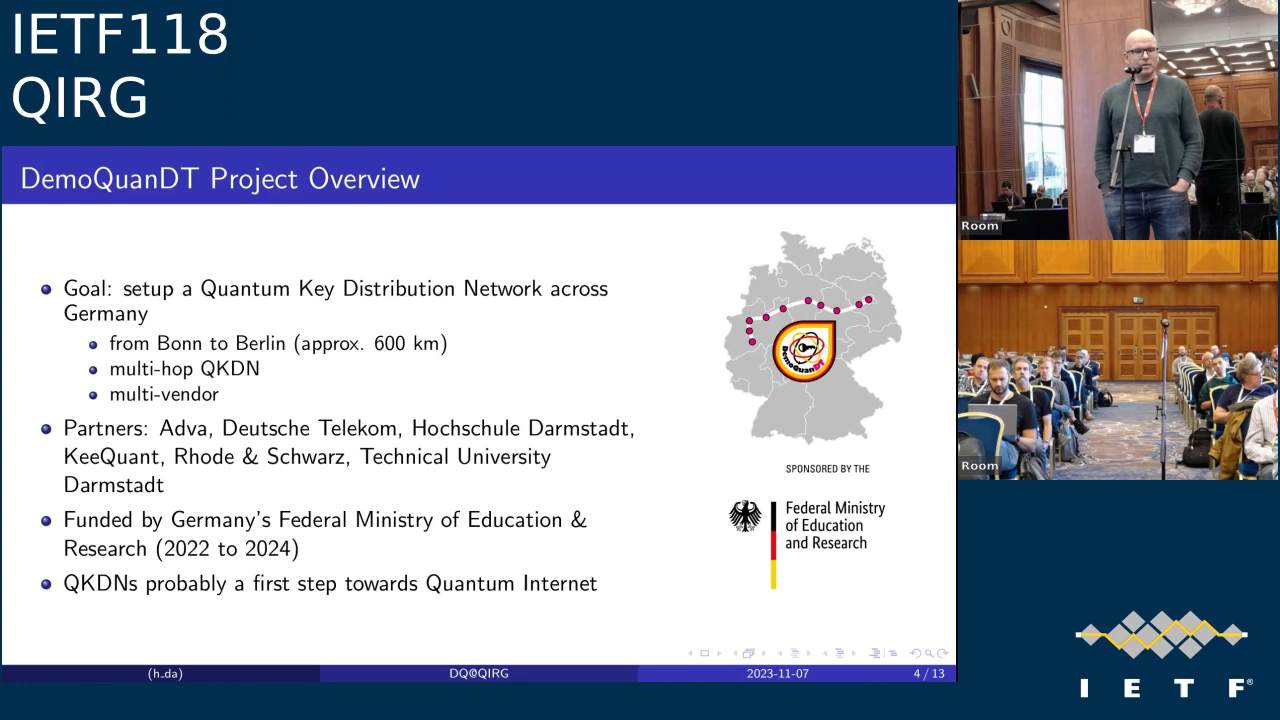 IETF118
QIRG
DemoQuanDT Project Overview
Goal: setup a Quantum Key Distribution Network across
Germany
from Bonn to Berlin (approx. 600 km)
multi-hop QKDN
multi-vendor
Partners: Adva, Deutsche Telekom, Hochschule Darmstadt,
KeeQuant, Rhode & Schwarz, Technical University
Darmstadt
Funded by Germany's Federal Ministry of Education &
Research (2022 to 2024)
QKDNs probably a first step towards Quantum Internet
DemoQuanDT
SPONSORED BY THE
Federal Ministry
of Education
and Research
(h_da)
DQ@QIRG
2023-11-07
4 / 13
Room
Room
I E T F®